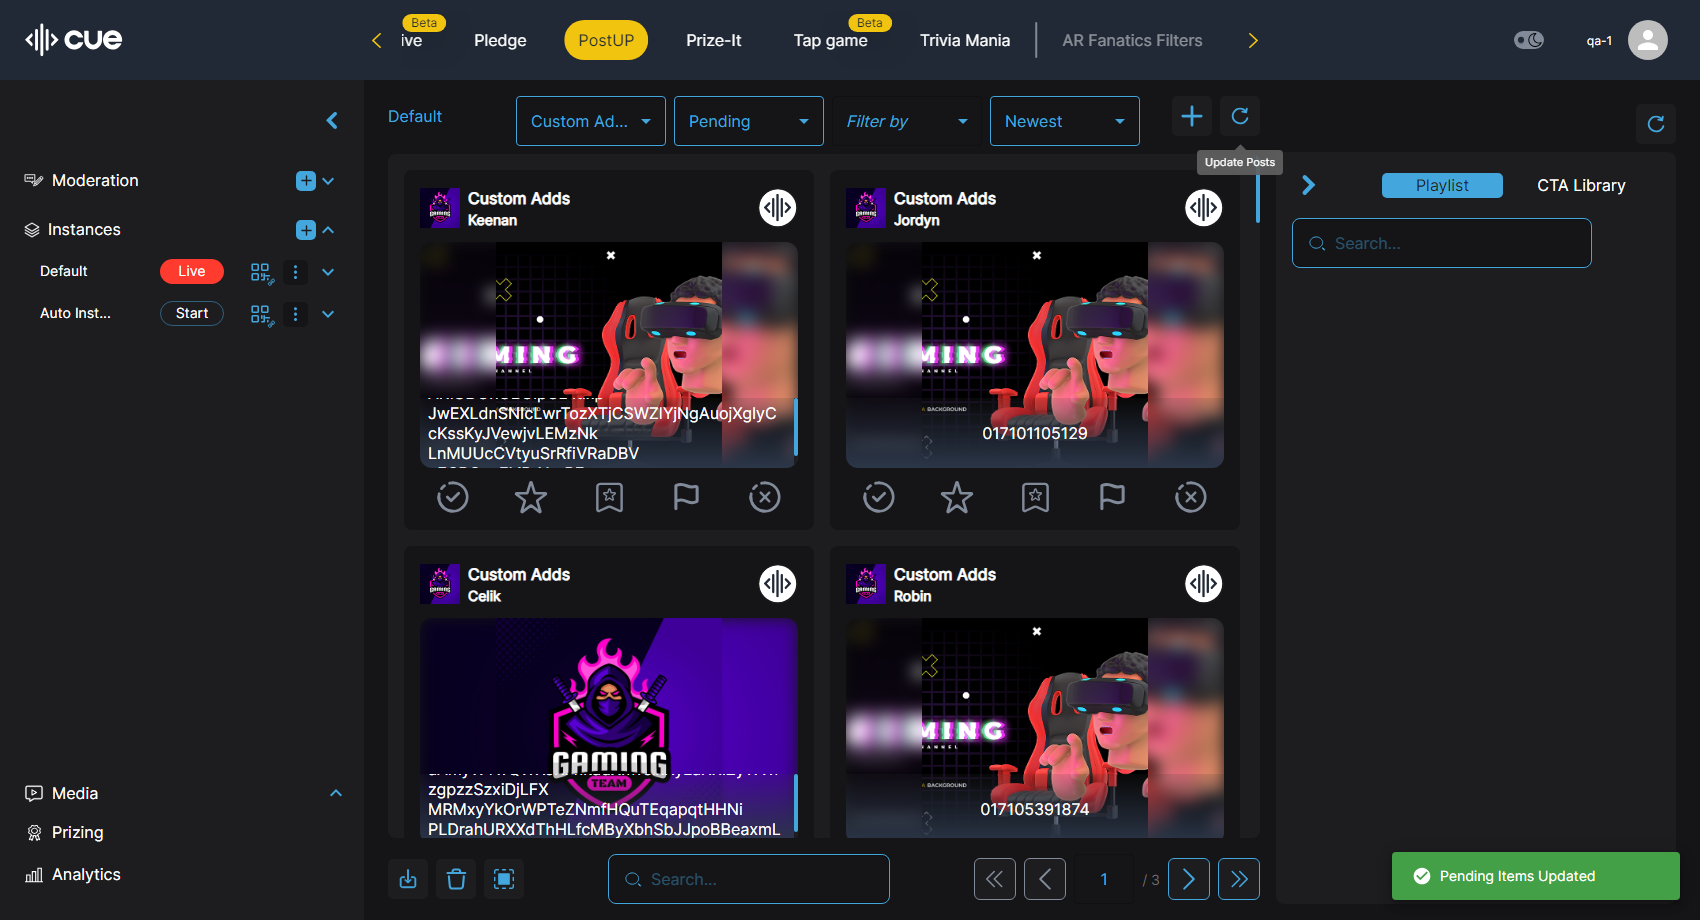 cue
Beta
Beta
ive
Pledge
PostUP
Prize-It
Tap game
Trivia Mania
AR Fanatics Filters
qa-1
Default
Custom Ad...
Pending
Filter by
Newest
Update Posts
Moderation
Instances
Default
Live
Auto Inst...
Start
Media
Prizing
Analytics
Custom Adds
Keenan
MING
JwEXLdnSNlIcLwrTozXTjCSWZIYjNgAuojXgIyC
cKssKyJVewjvLEMzNk
LnMUUcCVtyuSrRfiVRaDBV
Custom Adds
Jordyn
MING
BACKGROUND
017101105129
Custom Adds
Celik
GAMING
TEAM
zgpzzSzxiDjLFX
MRMxyYkOrWPTeZNmfHQuTEqapqtHHNi
PLDrahURXXdThHLfcMByXbhSbJJpoBBeaxmL
Custom Adds
Robin
MING
BACKGROUND
017105391874
Playlist
CTA Library
Search...
Search...
1
/ 3
Pending Items Updated